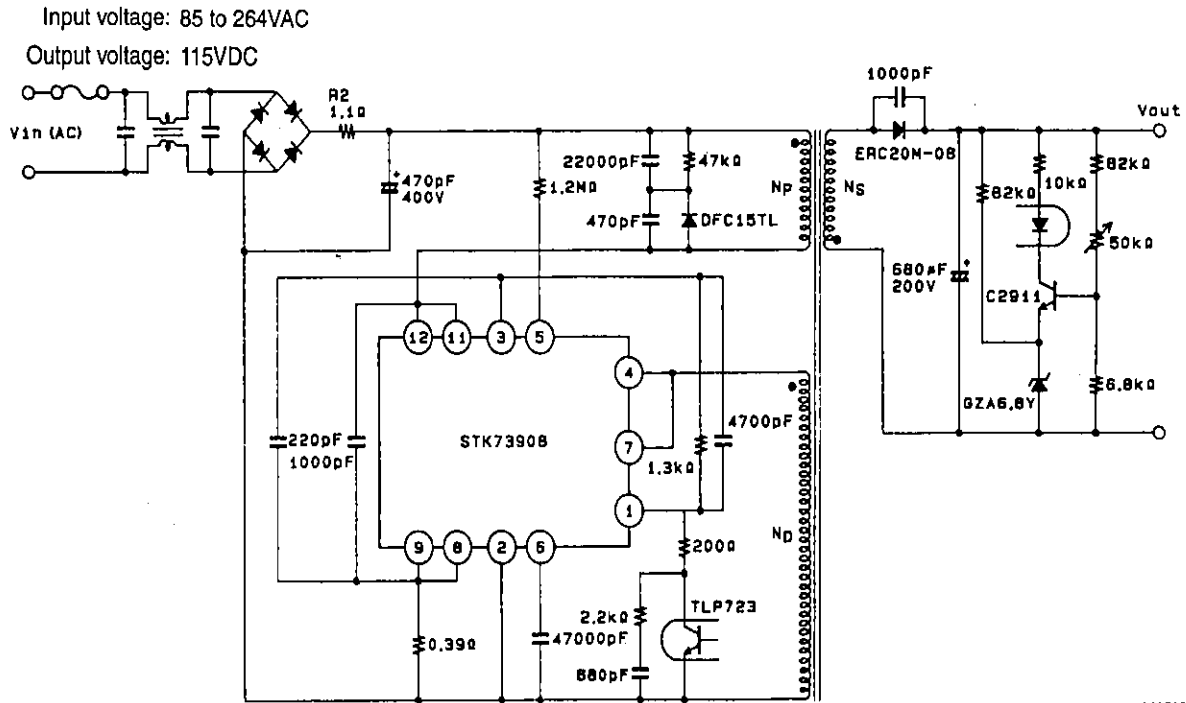 Input voltage: 85 to 264VAC
Output voltage: 115VDC
Vin (AC)
R2
1.1Ω
470pF
400V
1.2MΩ
22000pF
47kΩ
470pF
DFC15TL
NP
NS
1000pF
ERC20M-08
Vout
82kΩ
10kΩ
82kΩ
50kΩ
680μF
200V
C2911
GZA6.8Y
6.8kΩ
12
11
3
5
4
7
1
9
8
2
6
STK73908
220pF
1000pF
1.3kΩ
4700pF
ND
200Ω
0.39Ω
47000pF
2.2kΩ
680pF
TLP723